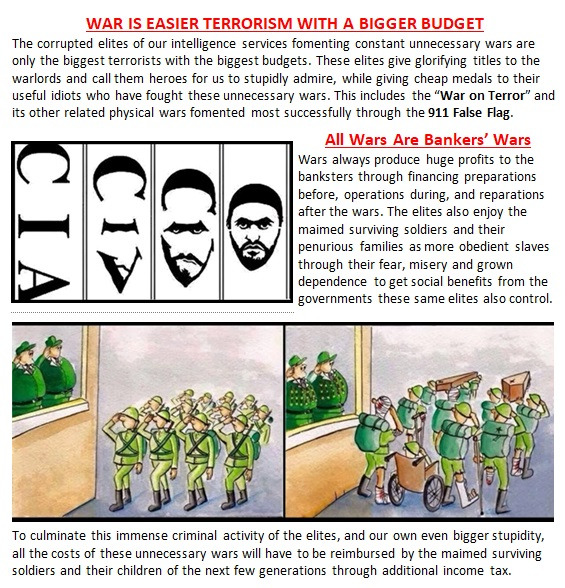 WAR IS EASIER TERRORISM WITH A BIGGER BUDGET
The corrupted elites of our intelligence services fomenting constant unnecessary wars are
only the biggest terrorists with the biggest budgets. These elites give glorifying titles to the
warlords and call them heroes for us to stupidly admire, while giving cheap medals to their
useful idiots who have fought these unnecessary wars. This includes the “War on Terror” and
its other related physical wars fomented most successfully through the 911 False Flag.
All Wars Are Bankers’ Wars
Wars always produce huge profits to the
banksters through financing preparations
before, operations during, and reparations
after the wars. The elites also enjoy the
maimed surviving soldiers and their
penurious families as more obedient slaves
through their fear, misery and grown
dependence to get social benefits from the
governments these same elites also control.
CIA
CIA
To culminate this immense criminal activity of the elites, and our own even bigger stupidity,
all the costs of these unnecessary wars will have to be reimbursed by the maimed surviving
soldiers and their children of the next few generations through additional income tax.